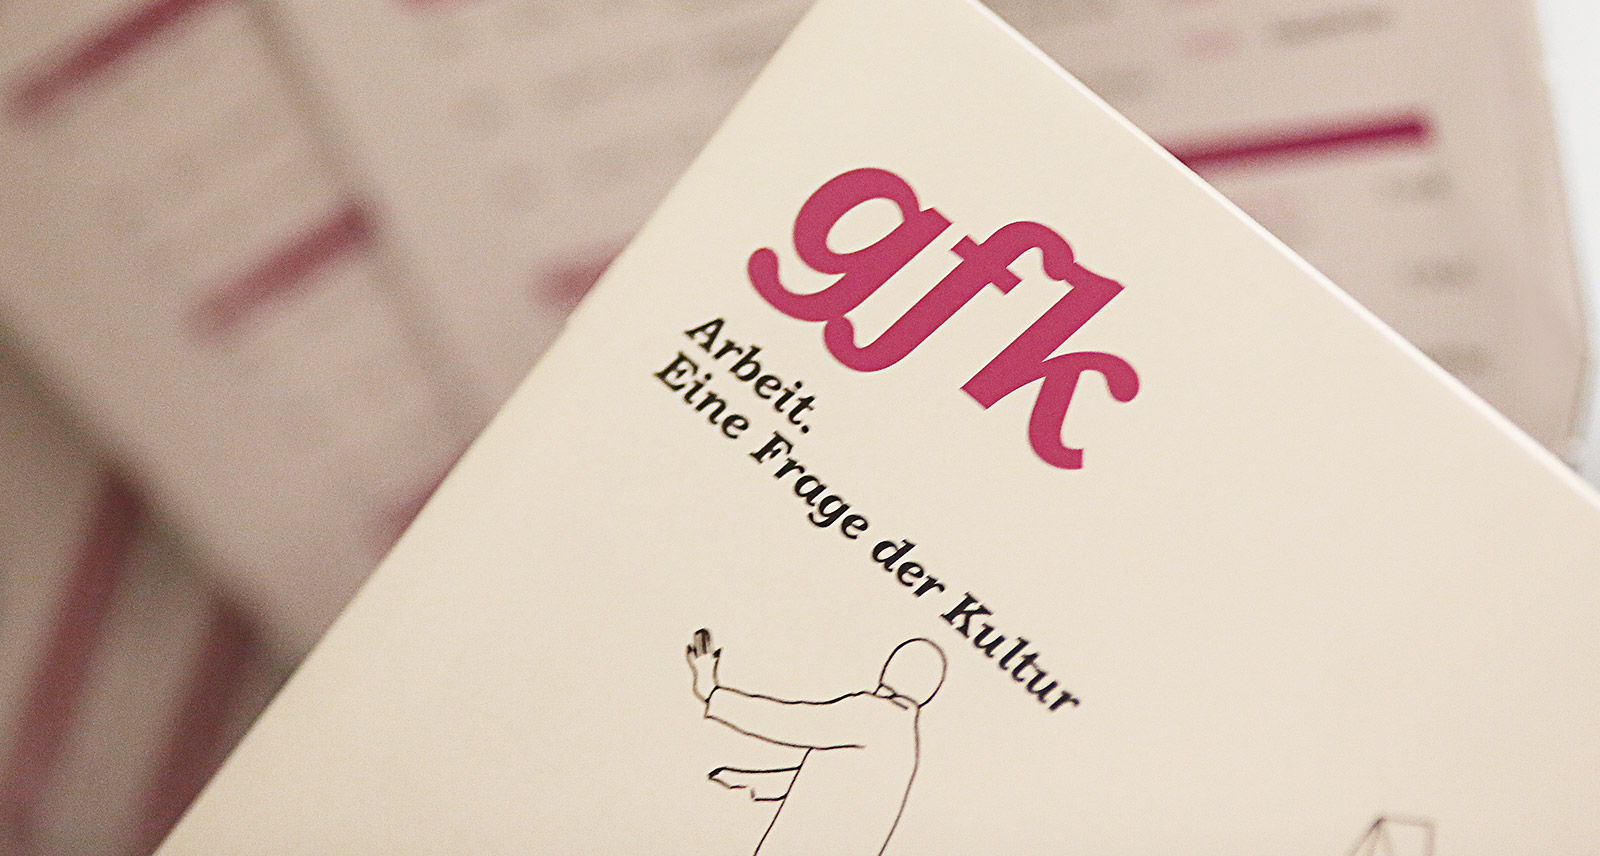 gfk
Arbeit.
Eine Frage der Kultur